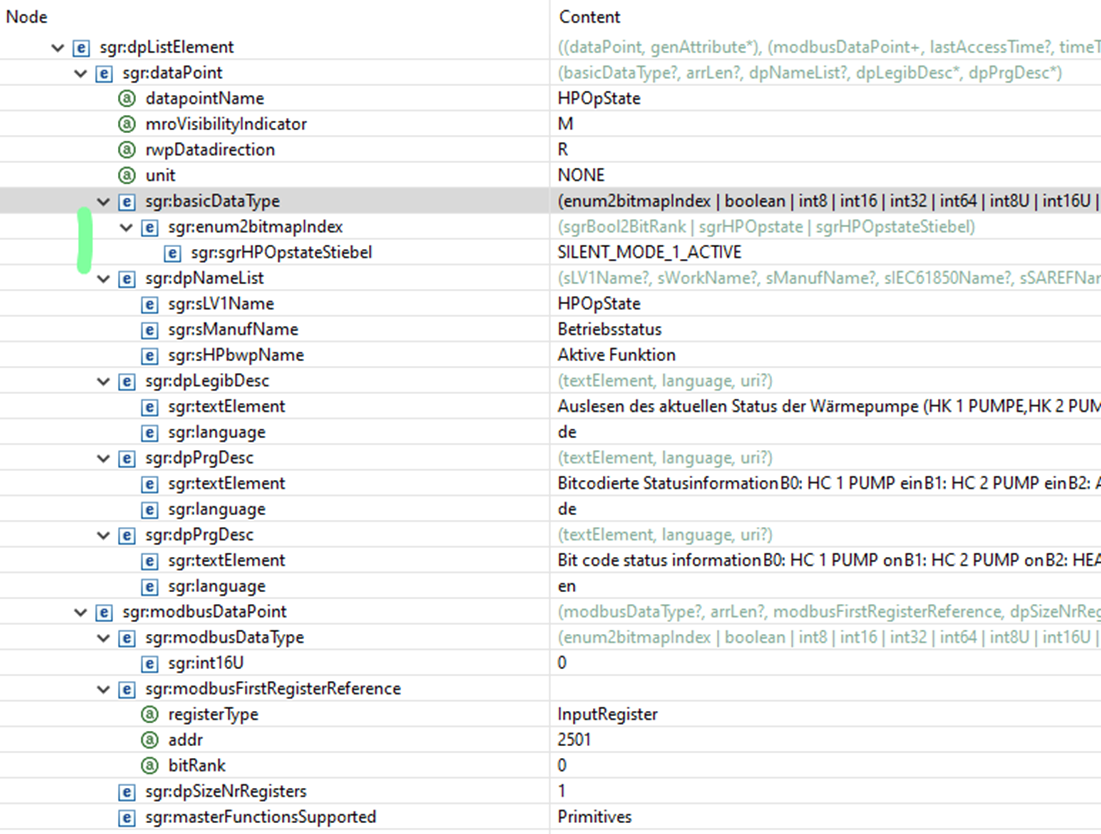 Node Content
sgr:dpListElement ((dataPoint, genAttribute*), (modbusDataPoint+, lastAccessTime?,
sgr:dataPoint (basicDataType?, arrLen?, dpNameList?, dpLegibDesc*, dpPrgDesc*)
datapointName HPOpState
mroVisibilityIndicator M
rwpDatadirection R
unit NONE
sgr:basicDataType (enum2bitmapIndex | boolean | int8 | int16 | int32 | int64 | int8U | int16U |
sgr:enum2bitmapIndex (sgrBool2BitRank | sgrHPOpstate | sgrHPOpstateStiebel)
sgr:sgrHPOpstateStiebel SILENT_MODE_1_ACTIVE
sgr:dpNameList (sLV1Name?, sWorkName?, sManufName?, sIEC61850Name?,
sgr:sLV1Name HPOpState
sgr:sManufName Betriebsstatus
sgr:sHPbwpName Aktive Funktion
sgr:dpLegibDesc (textElement, language, uri?)
sgr:textElement Auslesen des aktuellen Status der Wärmepumpe (HK 1 PUMPE,HK 2 PUM
sgr:language de
sgr:dpPrgDesc (textElement, language, uri?)
sgr:textElement Bitcodierte StatusinformationB0: HC 1 PUMP einB1: HC 2 PUMP einB2: A
sgr:language de
sgr:dpPrgDesc (textElement, language, uri?)
sgr:textElement Bit code status informationB0: HC 1 PUMP onB1: HC 2 PUMP onB2: HEA
sgr:language en
sgr:modbusDataPoint (modbusDataType?, arrLen?, modbusFirstRegisterReference, dpSizeNrReg
sgr:modbusDataType (enum2bitmapIndex | boolean | int8 | int16 | int32 | int64 | int8U | int16U |
sgr:int16U 0
sgr:modbusFirstRegisterReference
registerType InputRegister
addr 2501
bitRank 0
sgr:dpSizeNrRegisters 1
sgr:masterFunctionsSupported Primitives